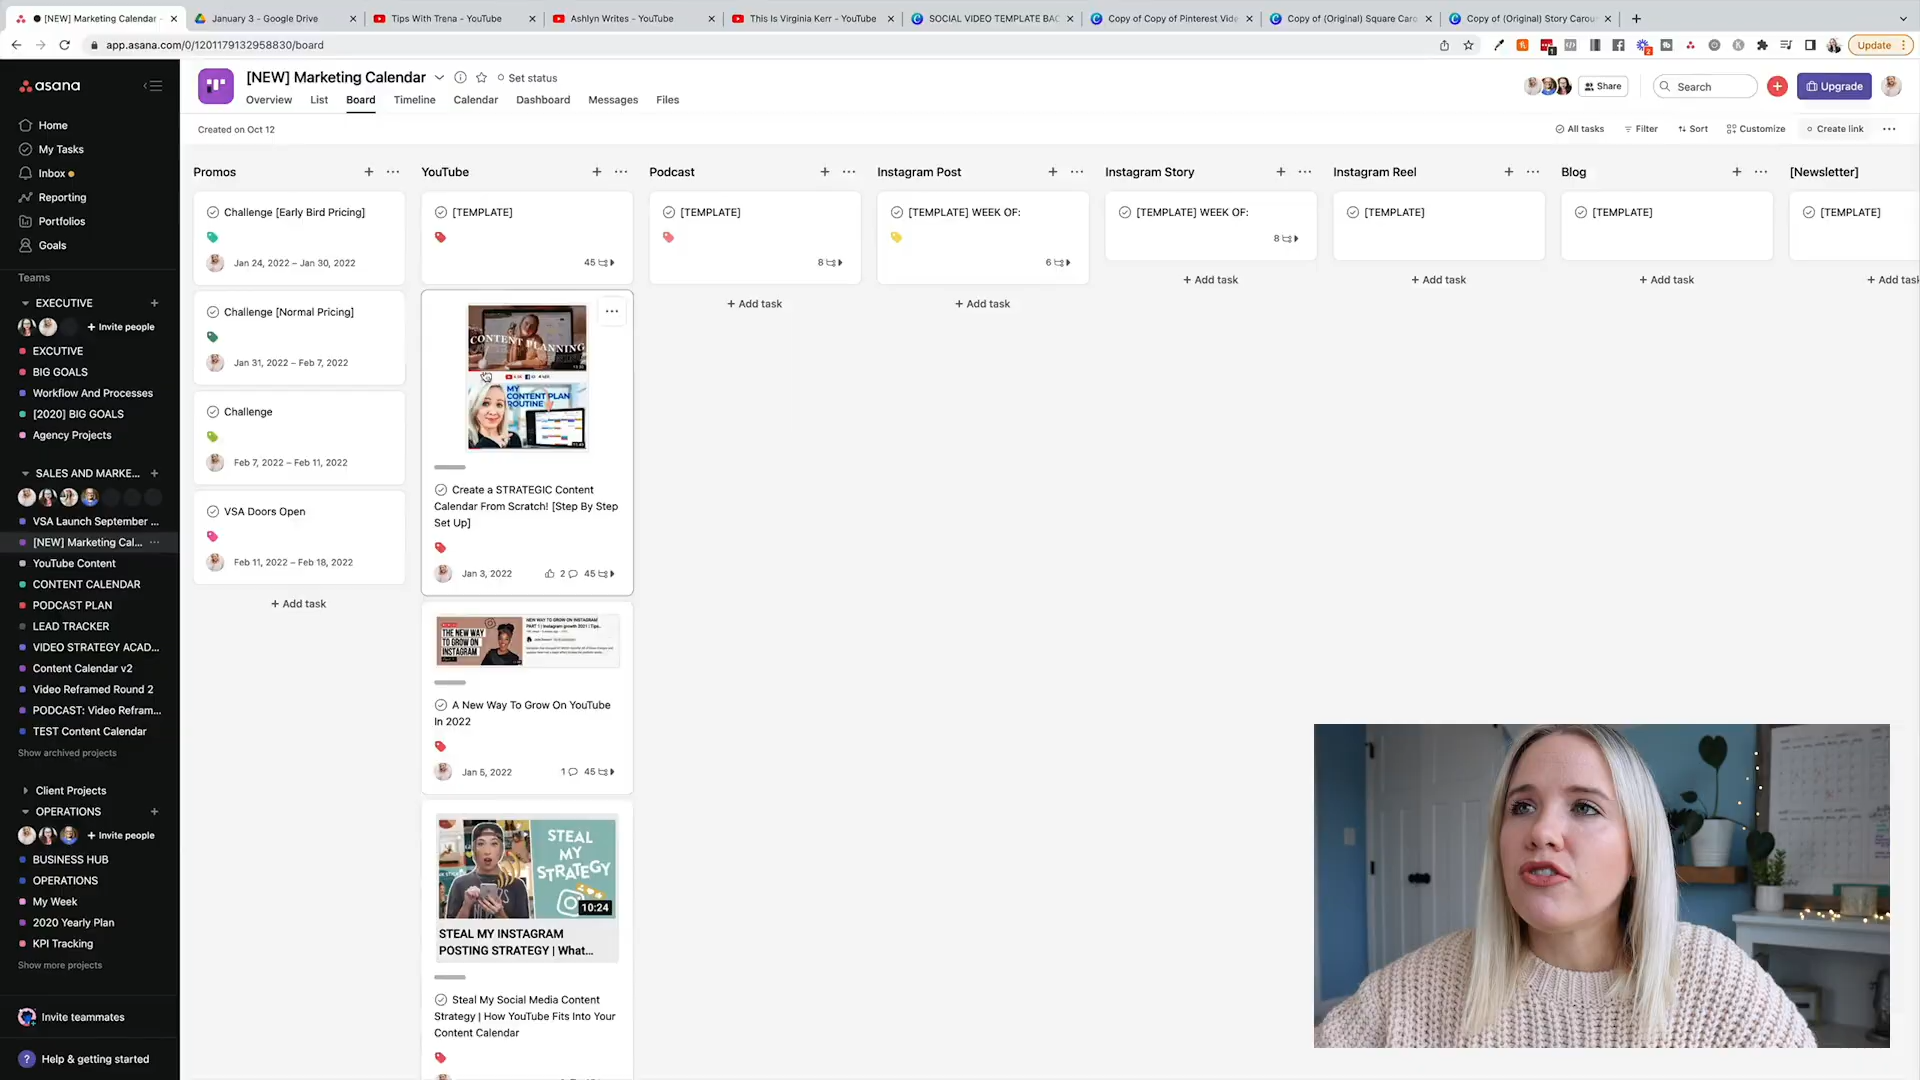 [NEW] Marketing Calendar -
January 3 - Google Drive
Tips With Trena - YouTube
Ashlyn Writes - YouTube
This Is Virginia Kerr - YouTube
SOCIAL VIDEO TEMPLATE BAC
Copy of Copy of Pinterest Vide
Copy of (Original) Square Caro
Copy of (Original) Story Carou
app.asana.com/0/1201179132958830/board
Update
asana
[NEW] Marketing Calendar
Set status
Share
Search
Upgrade
Overview
List
Board
Timeline
Calendar
Dashboard
Messages
Files
Created on Oct 12
All tasks
Filter
Sort
Customize
Create link
Home
My Tasks
Inbox
Reporting
Portfolios
Goals
Teams
EXECUTIVE
Invite people
EXCUTIVE
BIG GOALS
Workflow And Processes
[2020] BIG GOALS
Agency Projects
SALES AND MARKE...
VSA Launch September ...
[NEW] Marketing Cal...
YouTube Content
CONTENT CALENDAR
PODCAST PLAN
LEAD TRACKER
VIDEO STRATEGY ACAD...
Content Calendar v2
Video Reframed Round 2
PODCAST: Video Refram...
TEST Content Calendar
Show archived projects
Client Projects
OPERATIONS
Invite people
BUSINESS HUB
OPERATIONS
My Week
2020 Yearly Plan
KPI Tracking
Show more projects
Invite teammates
? Help & getting started
Promos
Challenge [Early Bird Pricing]
Jan 24, 2022 – Jan 30, 2022
Challenge [Normal Pricing]
Jan 31, 2022 – Feb 7, 2022
Challenge
Feb 7, 2022 – Feb 11, 2022
VSA Doors Open
Feb 11, 2022 – Feb 18, 2022
+ Add task
YouTube
[TEMPLATE]
45
CONTENT PLANNING
MY
CONTENT PLAN
ROUTINE
Create a STRATEGIC Content
Calendar From Scratch! [Step By Step
Set Up]
Jan 3, 2022
2
45
THE NEW WAY
TO GROW ON
INSTAGRAM
NEW WAY TO GROW ON INSTAGRAM
PART 1 | Instagram growth 2021 | Tips...
A New Way To Grow On YouTube
In 2022
Jan 5, 2022
1
45
STEAL
MY
STRATEGY
10:24
STEAL MY INSTAGRAM
POSTING STRATEGY | What...
Steal My Social Media Content
Strategy | How YouTube Fits Into Your
Content Calendar
Podcast
[TEMPLATE]
8
+ Add task
Instagram Post
[TEMPLATE] WEEK OF:
6
+ Add task
Instagram Story
[TEMPLATE] WEEK OF:
8
+ Add task
Instagram Reel
[TEMPLATE]
+ Add task
Blog
[TEMPLATE]
+ Add task
[Newsletter]
[TEMPLATE]
+ Add task